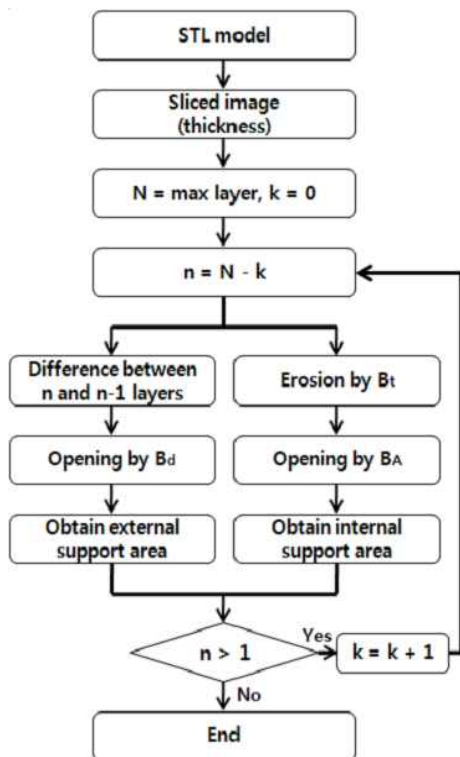 STL model
Sliced image
(thickness)
N = max layer, k = 0
n = N - k
Difference between
n and n-1 layers
Erosion by Bt
Opening by Bd
Opening by BA
Obtain external
support area
Obtain internal
support area
n > 1
Yes
k = k + 1
No
End